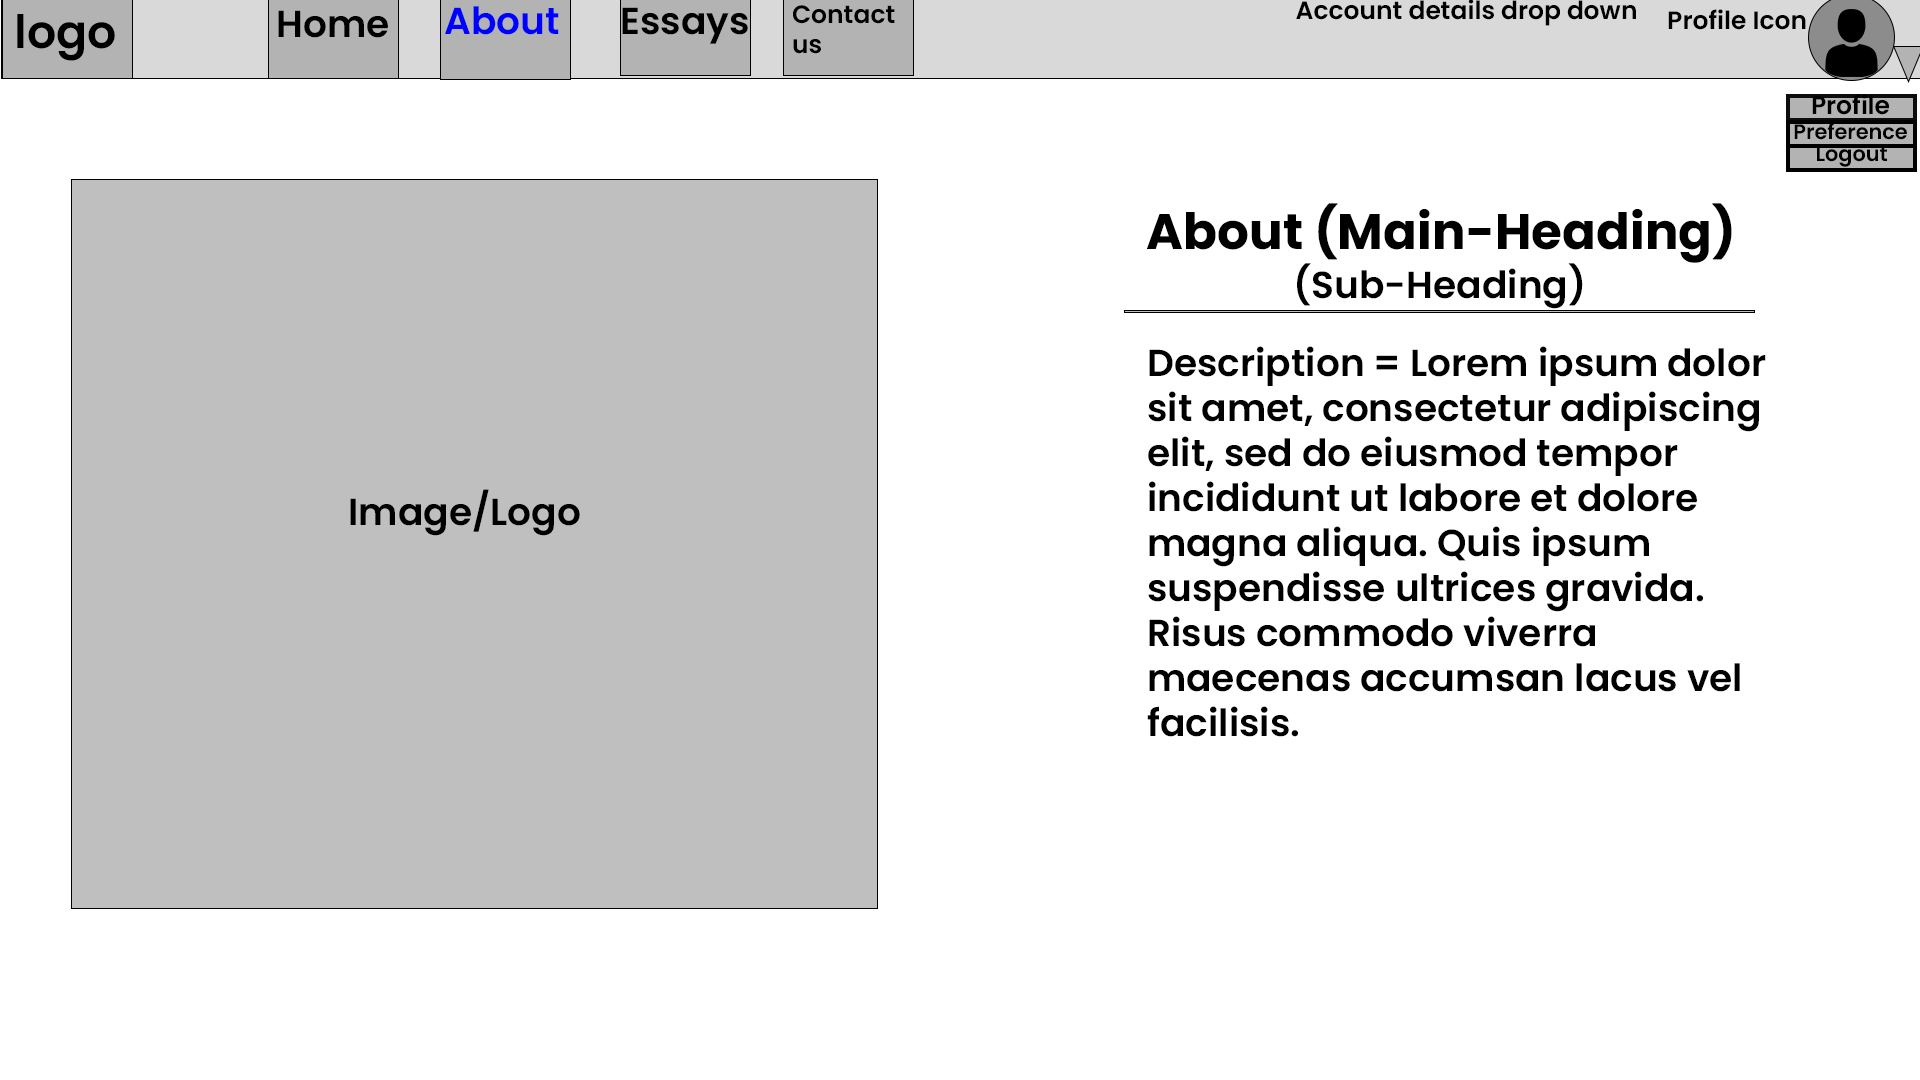 logo
Home
About
Essays
Contact
us
Account details drop down
Profile Icon
Profile
Preference
Logout
Image/Logo
About (Main-Heading)
(Sub-Heading)
Description = Lorem ipsum dolor
sit amet, consectetur adipiscing
elit, sed do eiusmod tempor
incididunt ut labore et dolore
magna aliqua. Quis ipsum
suspendisse ultrices gravida.
Risus commodo viverra
maecenas accumsan lacus vel
facilisis.